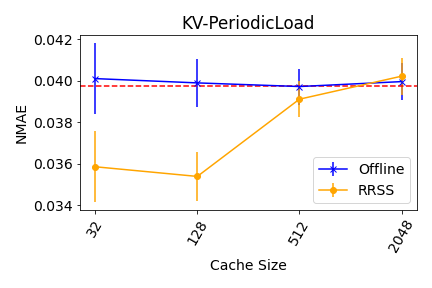 KV-PeriodicLoad
0.042
0.040
0.038
0.036
0.034
NMAE
Offline
RRSS
32
128
512
2048
Cache Size